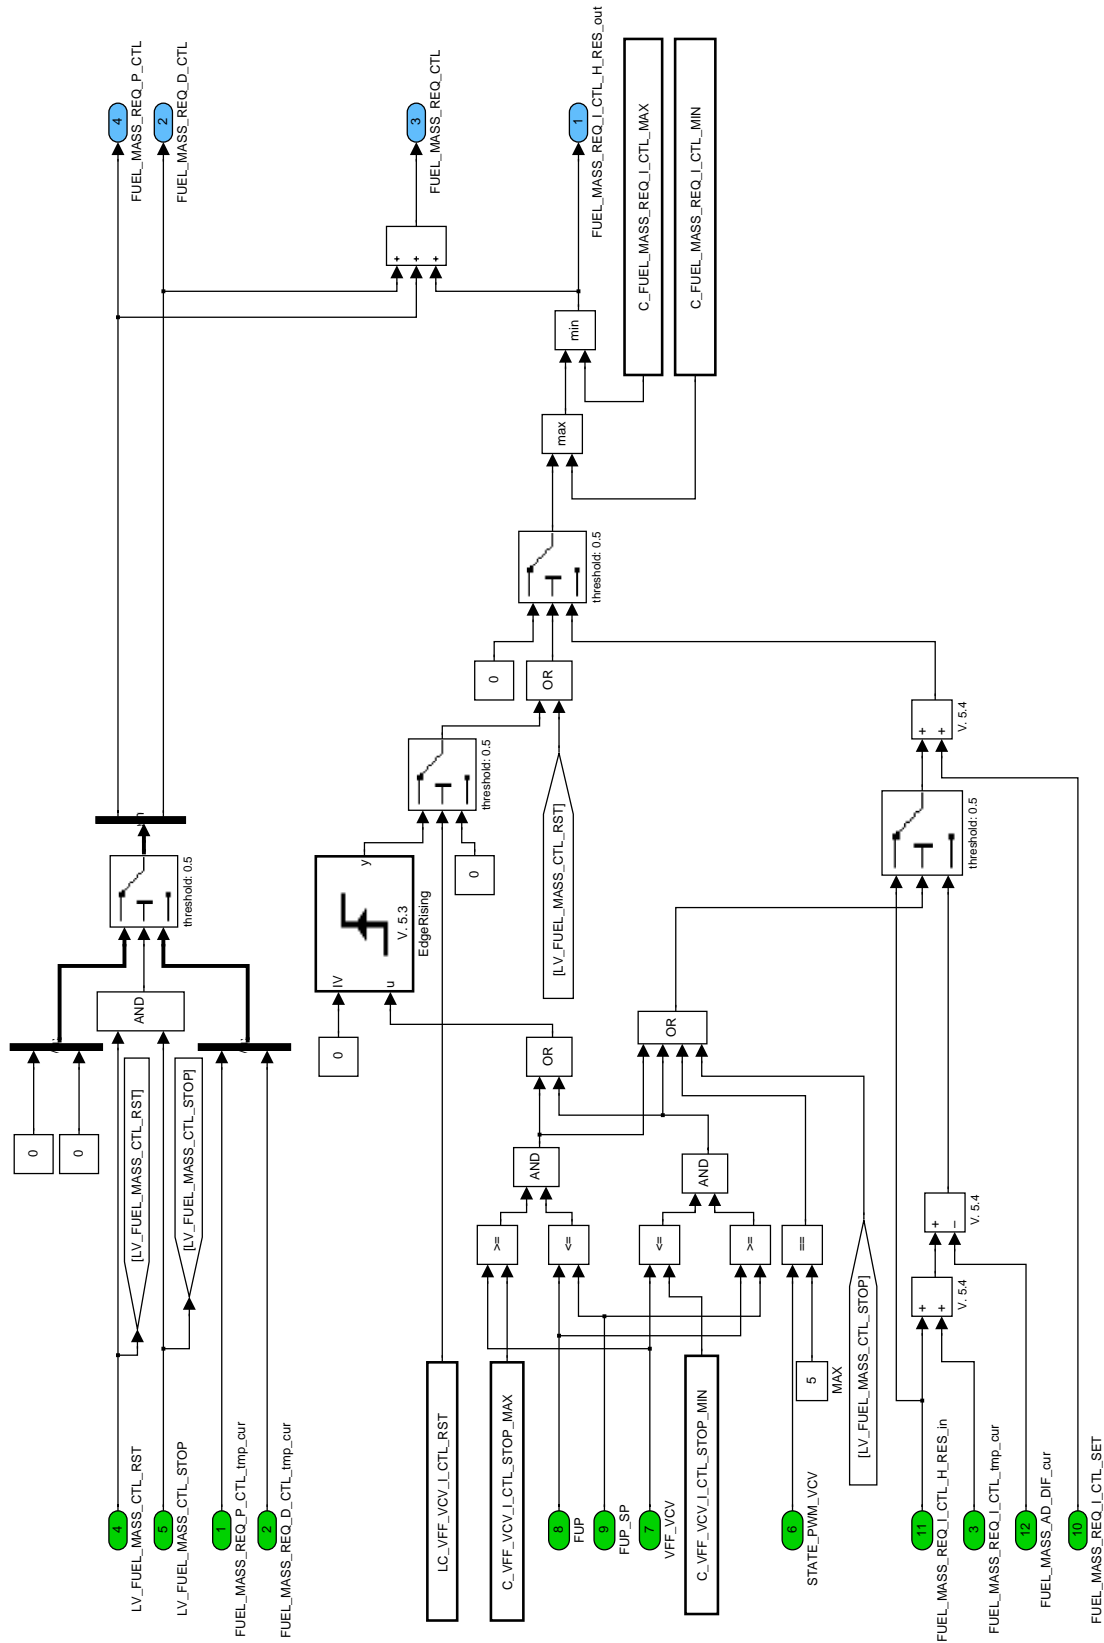 4
LV_FUEL_MASS_CTL_RST
5
LV_FUEL_MASS_CTL_STOP
1
FUEL_MASS_REQ_P_CTL_tmp_cur
2
FUEL_MASS_REQ_D_CTL_tmp_cur
0
0
[LV_FUEL_MASS_CTL_RST]
[LV_FUEL_MASS_CTL_STOP]
AND
threshold: 0.5
4
FUEL_MASS_REQ_P_CTL
2
FUEL_MASS_REQ_D_CTL
+
+
+
3
FUEL_MASS_REQ_CTL
1
FUEL_MASS_REQ_I_CTL_H_RES_out
LC_VFF_VCV_I_CTL_RST
C_VFF_VCV_I_CTL_STOP_MAX
8
FUP
9
FUP_SP
7
VFF_VCV
C_VFF_VCV_I_CTL_STOP_MIN
6
STATE_PWM_VCV
5
MAX
>=
<=
<=
>=
==
AND
AND
OR
OR
0
IV
u
y
V. 5.3
EdgeRising
0
threshold: 0.5
[LV_FUEL_MASS_CTL_RST]
0
OR
threshold: 0.5
max
min
C_FUEL_MASS_REQ_I_CTL_MAX
C_FUEL_MASS_REQ_I_CTL_MIN
[LV_FUEL_MASS_CTL_STOP]
11
FUEL_MASS_REQ_I_CTL_H_RES_in
3
FUEL_MASS_REQ_I_CTL_tmp_cur
12
FUEL_MASS_AD_DIF_cur
10
FUEL_MASS_REQ_I_CTL_SET
+
+
V. 5.4
+
−
V. 5.4
threshold: 0.5
+
+
V. 5.4